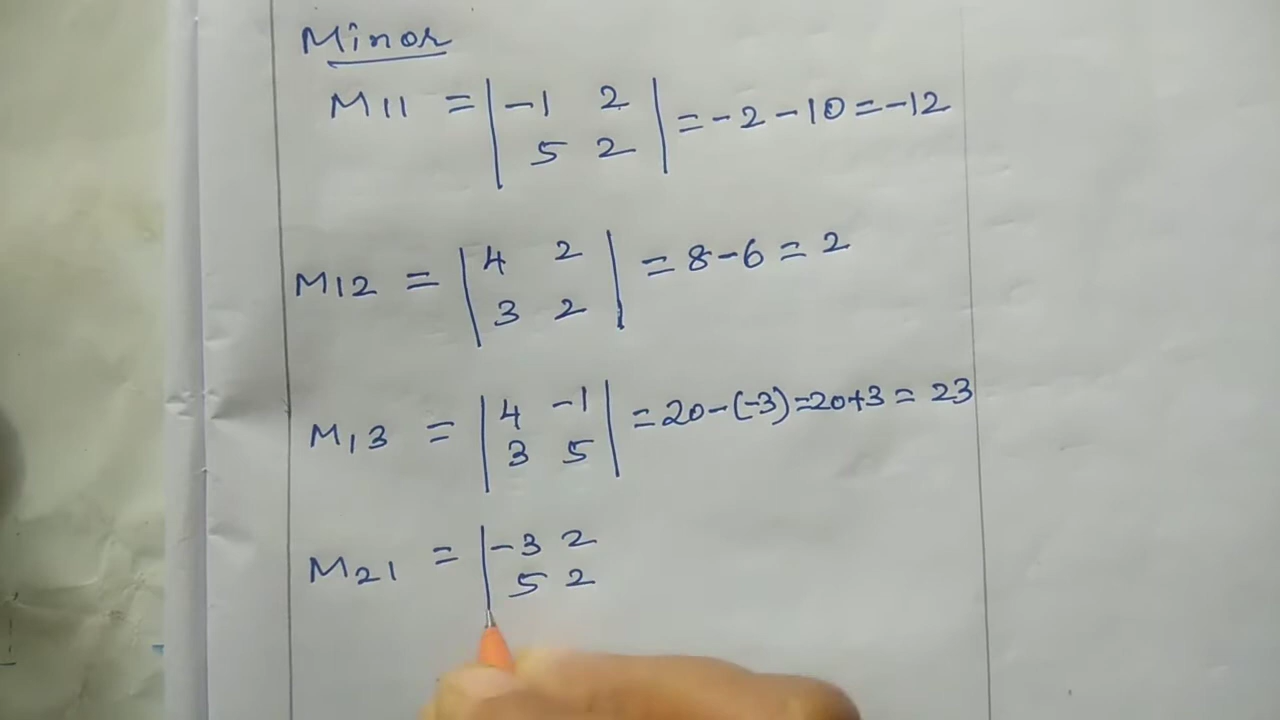 Minor
M11 = |-1 2| = -2 - 10 = -12
|5 2|
M12 = |4 2| = 8 - 6 = 2
|3 2|
M13 = |4 -1| = 20 - (-3) = 20 + 3 = 23
|3 5|
M21 = |-3 2
|5 2